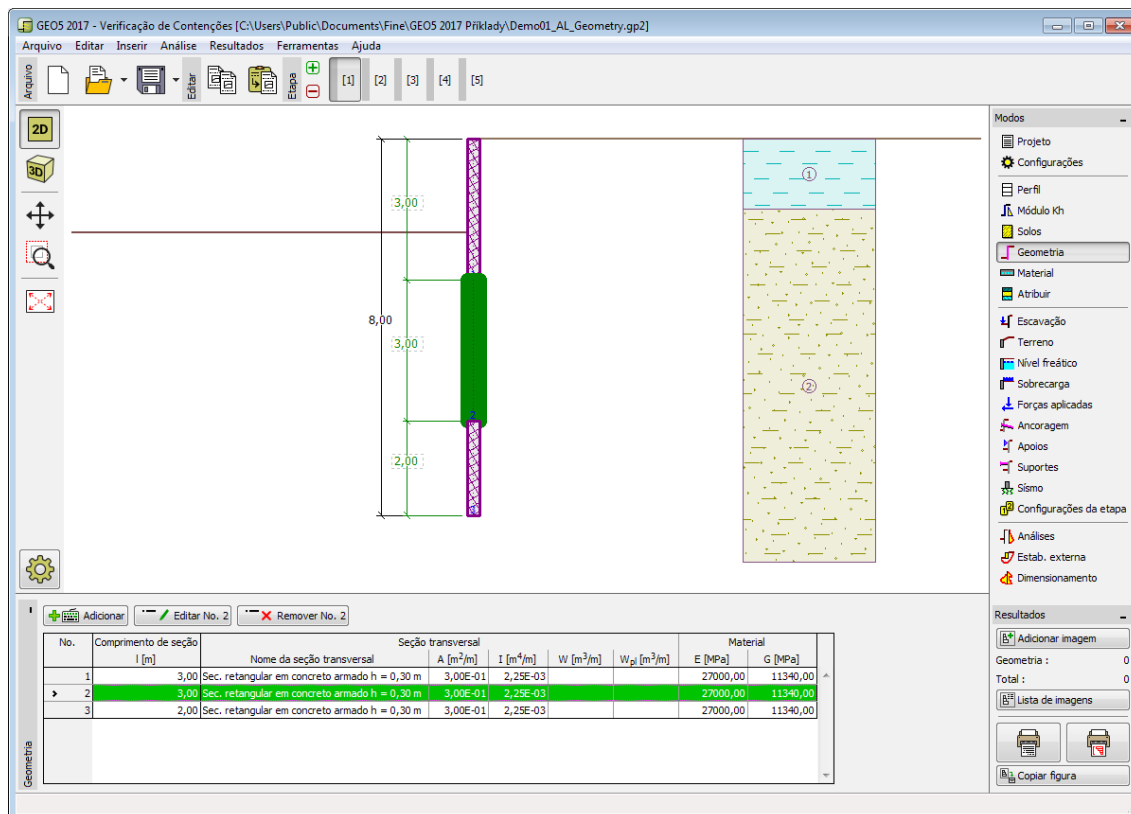 GEO5 2017 - Verificação de Contenções [C:\Users\Public\Documents\Fine\GEO5 2017 Příklady\Demo01_AL_Geometry.gp2]
Arquivo Editar Inserir Análise Resultados Ferramentas Ajuda
Arquivo
Editar
Etapa
[1] [2] [3] [4] [5]
2D
3D
3,00
8,00
3,00
2
2,00
1
2
Modos
Projeto
Configurações
Perfil
Módulo Kh
Solos
Geometria
Material
Atribuir
Escavação
Terreno
Nível freático
Sobrecarga
Forças aplicadas
Ancoragem
Apoios
Suportes
Sísmo
Configurações da etapa
Análises
Estab. externa
Dimensionamento
Resultados
Adicionar imagem
Geometria : 0
Total : 0
Lista de imagens
Copiar figura
Geometria
Adicionar Editar No. 2 Remover No. 2
No. Comprimento de seção Seção transversal Material
l [m] Nome da seção transversal A [m²/m] I [m⁴/m] W [m³/m] Wpl [m³/m] E [MPa] G [MPa]
1 3,00 Sec. retangular em concreto armado h = 0,30 m 3,00E-01 2,25E-03 27000,00 11340,00
2 3,00 Sec. retangular em concreto armado h = 0,30 m 3,00E-01 2,25E-03 27000,00 11340,00
3 2,00 Sec. retangular em concreto armado h = 0,30 m 3,00E-01 2,25E-03 27000,00 11340,00